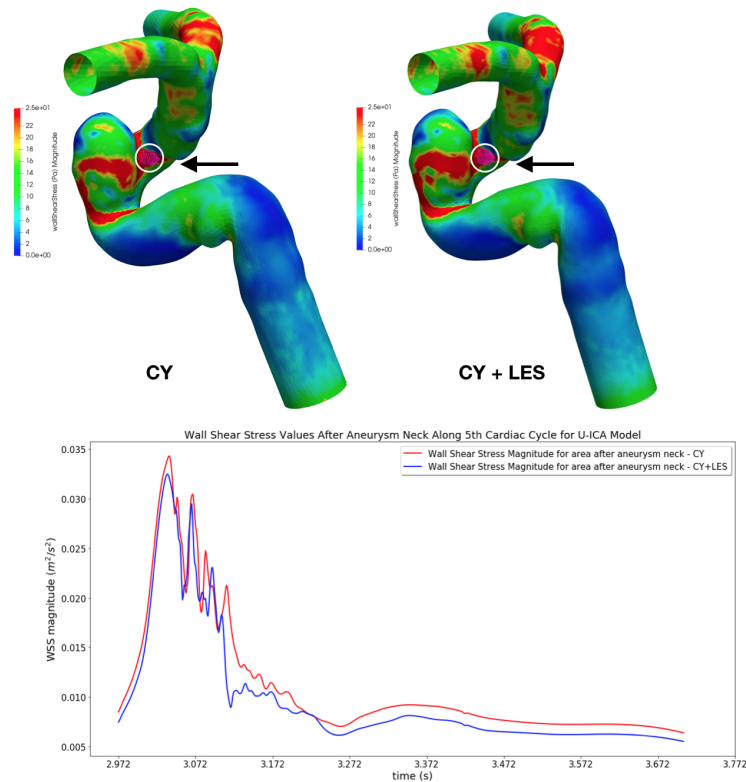 2.5e+01
22
20
18
16
14
12
10
8
6
4
2
0.0e+00
wallShearStress (Pa) Magnitude
2.5e+01
22
20
18
16
14
12
10
8
6
4
2
0.0e+00
wallShearStress (Pa) Magnitude
CY
CY + LES
Wall Shear Stress Values After Aneurysm Neck Along 5th Cardiac Cycle for U-ICA Model
Wall Shear Stress Magnitude for area after aneurysm neck - CY
Wall Shear Stress Magnitude for area after aneurysm neck - CY+LES
WSS magnitude (m²/s²)
0.035
0.030
0.025
0.020
0.015
0.010
0.005
2.972
3.072
3.172
3.272
3.372
3.472
3.572
3.672
3.772
time (s)